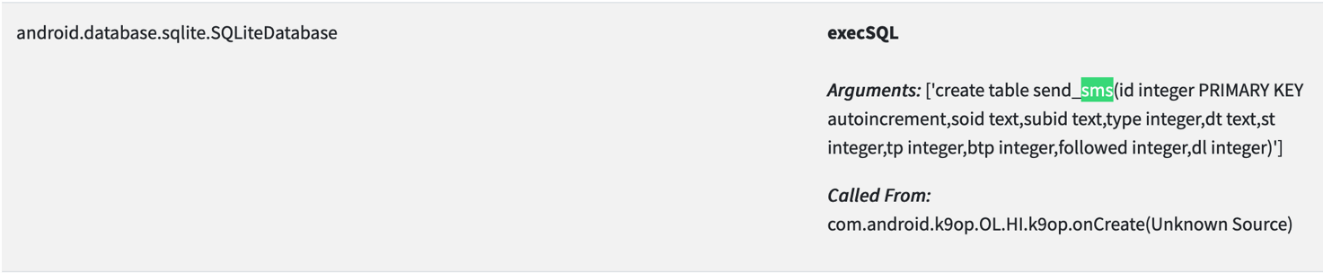 android.database.sqlite.SQLiteDatabase
execSQL
Arguments: ['create table send_sms(id integer PRIMARY KEY
autoincrement,soid text,subid text,type integer,dt text,st
integer,tp integer,btp integer,followed integer,dl integer)']
Called From:
com.android.k9op.OL.HI.k9op.onCreate(Unknown Source)